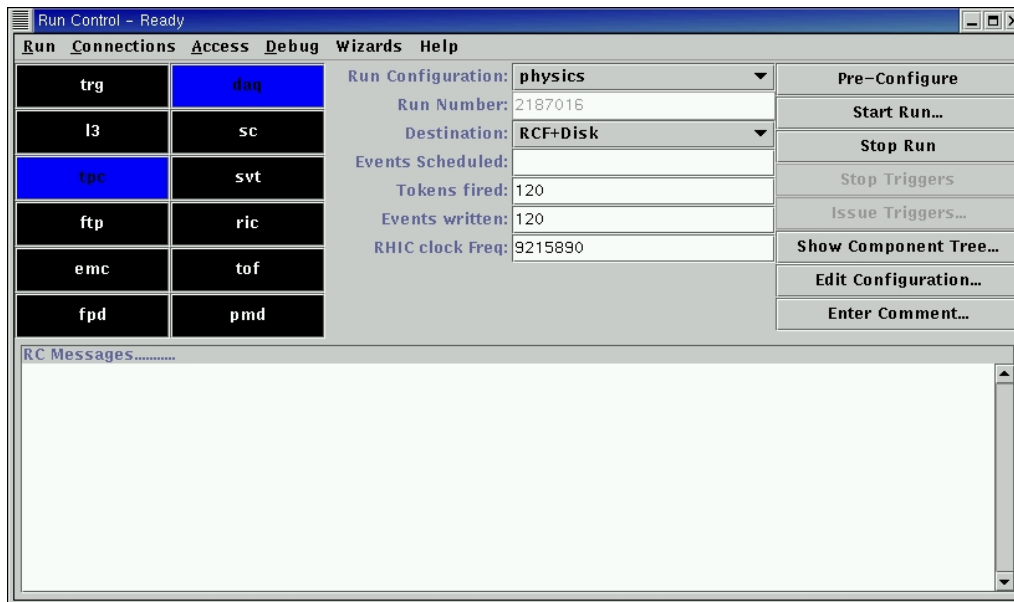 Run Control – Ready
Run Connections Access Debug Wizards Help
trg daq
l3 sc
tpc svt
ftp ric
emc tof
fpd pmd
Run Configuration: physics
Run Number: 2187016
Destination: RCF+Disk
Events Scheduled:
Tokens fired: 120
Events written: 120
RHIC clock Freq: 9215890
Pre–Configure
Start Run...
Stop Run
Stop Triggers
Issue Triggers...
Show Component Tree...
Edit Configuration...
Enter Comment...
RC Messages...........